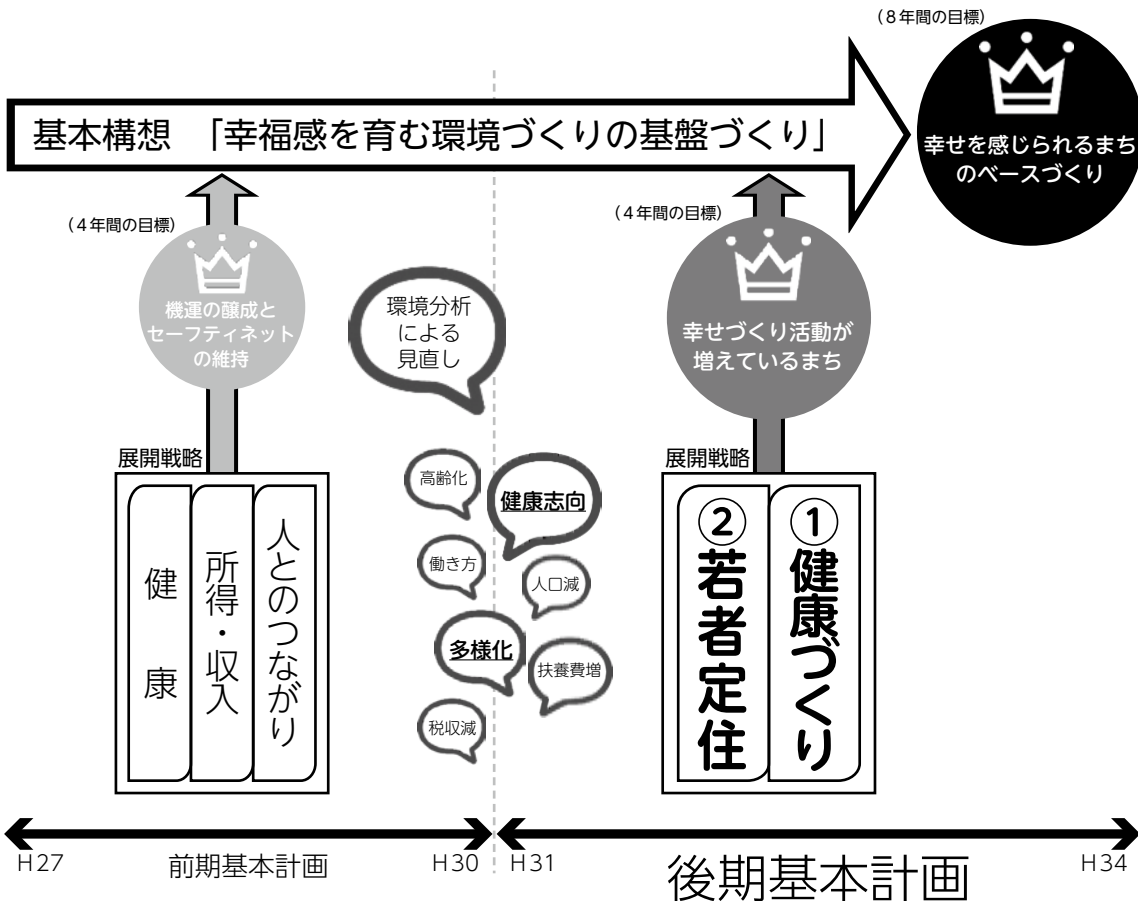 （８年間の目標）
幸せを感じられるまち
のベースづくり
基本構想　「幸福感を育む環境づくりの基盤づくり」
（４年間の目標）
機運の醸成と
セーフティネット
の維持
（４年間の目標）
幸せづくり活動が
増えているまち
環境分析
による
見直し
展開戦略
人とのつながり
所得・収入
健康
高齢化
健康志向
働き方
人口減
多様化
扶養費増
税収減
展開戦略
①健康づくり
②若者定住
H27
前期基本計画
H30
H31
後期基本計画
H34